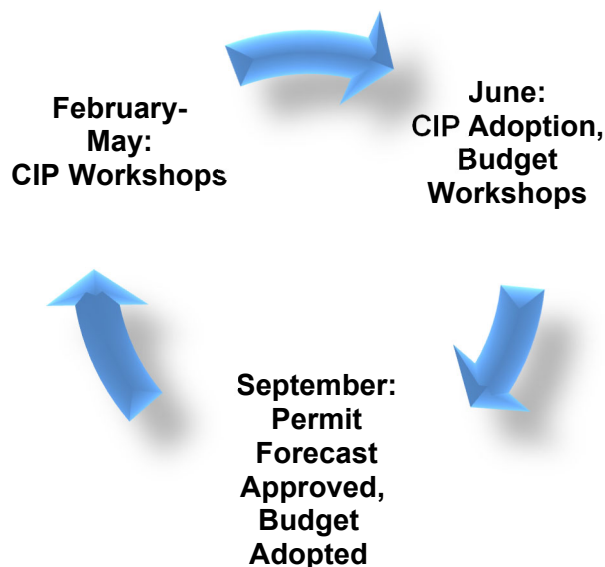 February-
May:
CIP Workshops
June:
CIP Adoption,
Budget
Workshops
September:
Permit
Forecast
Approved,
Budget
Adopted